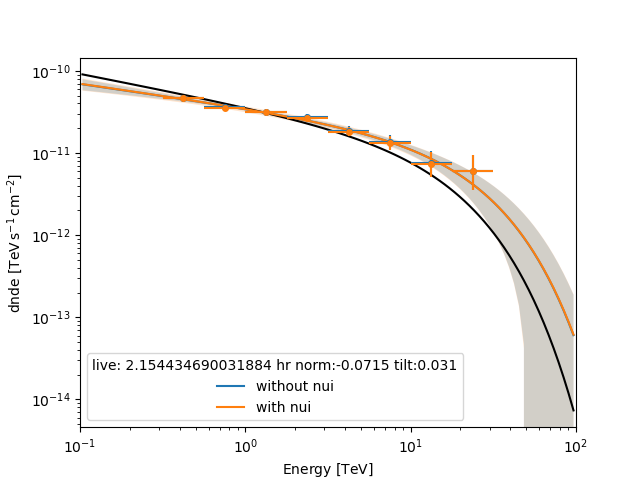 10⁻¹⁰
10⁻¹¹
10⁻¹²
10⁻¹³
10⁻¹⁴
dnde [TeV s⁻¹ cm⁻²]
live: 2.154434690031884 hr norm:-0.0715 tilt:0.031
without nui
with nui
10⁻¹ 10⁰ 10¹ 10²
Energy [TeV]